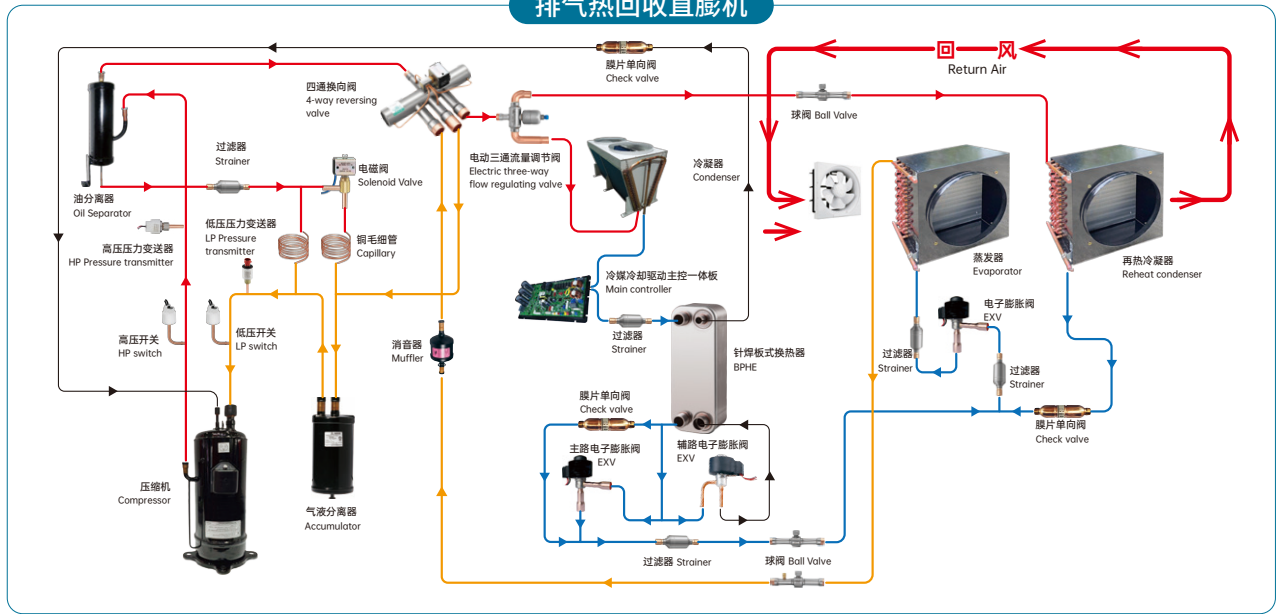 排气热回收直膨机
膜片单向阀
Check valve
回 风
Return Air
四通换向阀
4-way reversing
valve
球阀 Ball Valve
过滤器
Strainer
电磁阀
Solenoid Valve
电动三通流量调节阀
Electric three-way
flow regulating valve
冷凝器
Condenser
油分离器
Oil Separator
低压压力变送器
LP Pressure
transmitter
铜毛细管
Capillary
高压压力变送器
HP Pressure transmitter
蒸发器
Evaporator
再热冷凝器
Reheat condenser
冷媒冷却驱动主控一体板
Main controller
电子膨胀阀
EXV
高压开关
HP switch
低压开关
LP switch
消音器
Muffler
过滤器
Strainer
针焊板式换热器
BPHE
过滤器
Strainer
过滤器
Strainer
膜片单向阀
Check valve
膜片单向阀
Check valve
主路电子膨胀阀
EXV
辅路电子膨胀阀
EXV
压缩机
Compressor
气液分离器
Accumulator
过滤器 Strainer
球阀 Ball Valve